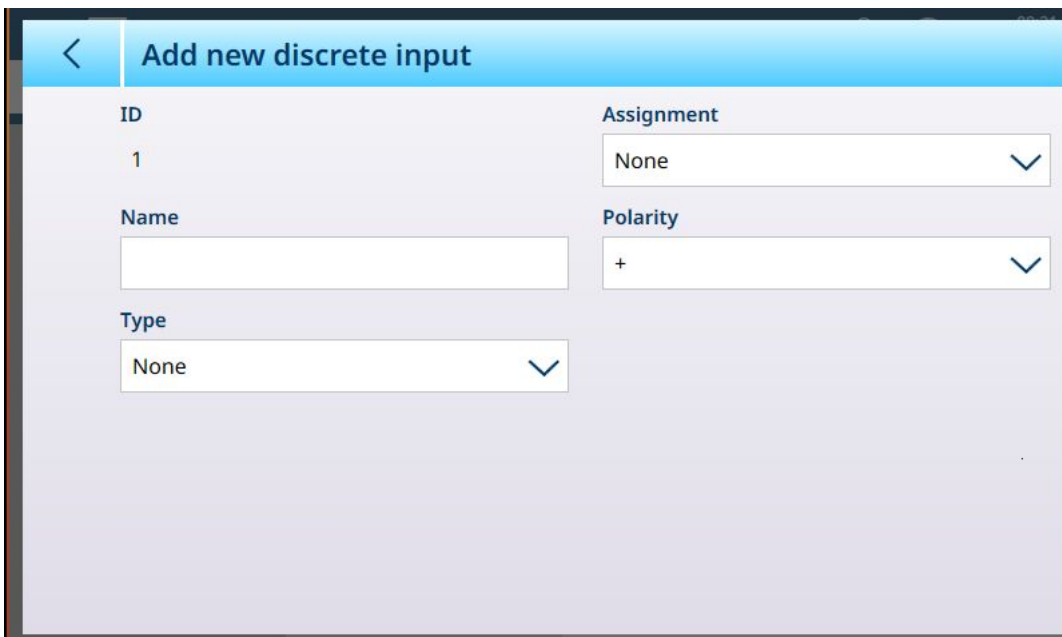 Add new discrete input
ID
1
Assignment
None
Name
Polarity
+
Type
None